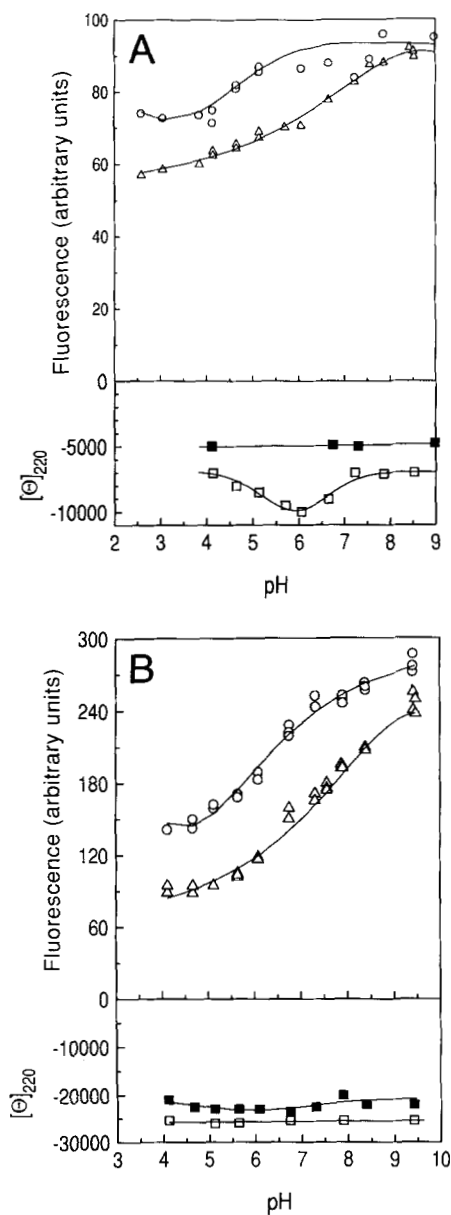 A
Fluorescence (arbitrary units)
100
80
60
40
20
0
[Θ]220
-5000
-10000
2 3 4 5 6 7 8 9
pH
B
Fluorescence (arbitrary units)
300
240
180
120
60
0
[Θ]220
-10000
-20000
-30000
3 4 5 6 7 8 9 10
pH